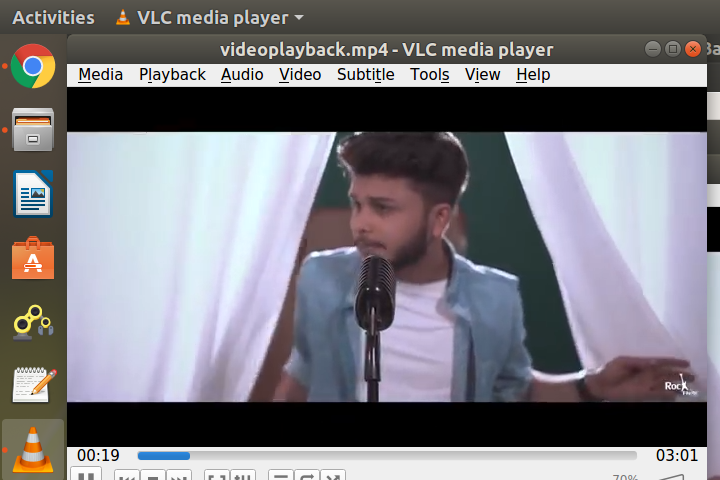 Activities VLC media player
videoplayback.mp4 - VLC media player
Ba
Media Playback Audio Video Subtitle Tools View Help
Rock
00:19 03:01
70%